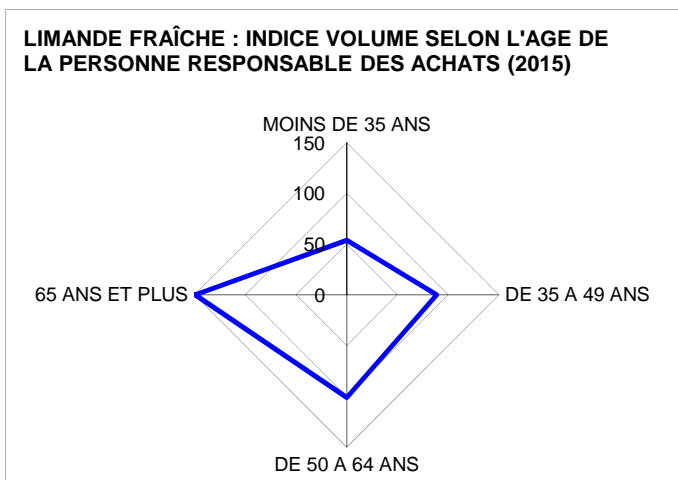 LIMANDE FRAÎCHE : INDICE VOLUME SELON L'AGE DE
LA PERSONNE RESPONSABLE DES ACHATS (2015)
MOINS DE 35 ANS
150
100
50
0
65 ANS ET PLUS
DE 35 A 49 ANS
DE 50 A 64 ANS